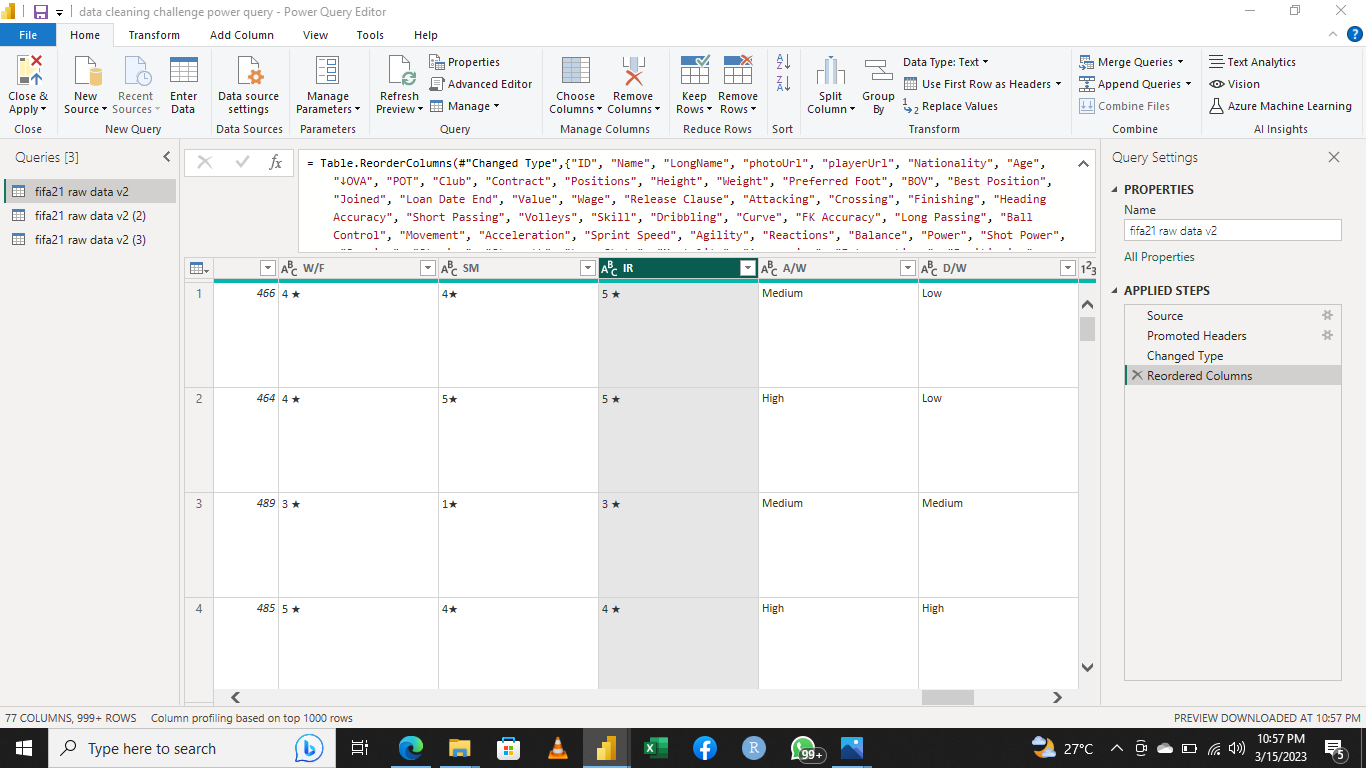 data cleaning challenge power query - Power Query Editor
File Home Transform Add Column View Tools Help
Close & Apply
New Source
Recent Sources
Enter Data
Data source settings
Manage Parameters
Refresh Preview
Properties
Advanced Editor
Manage
Choose Columns
Remove Columns
Keep Rows
Remove Rows
Split Column
Group By
Data Type: Text
Use First Row as Headers
1 2 Replace Values
Merge Queries
Append Queries
Combine Files
Text Analytics
Vision
Azure Machine Learning
Close New Query Data Sources Parameters Query Manage Columns Reduce Rows Sort Transform Combine AI Insights
Queries [3]
fifa21 raw data v2
fifa21 raw data v2 (2)
fifa21 raw data v2 (3)
fx
= Table.ReorderColumns(#"Changed Type",{"ID", "Name", "LongName", "photoUrl", "playerUrl", "Nationality", "Age",
"↓OVA", "POT", "Club", "Contract", "Positions", "Height", "Weight", "Preferred Foot", "BOV", "Best Position",
"Joined", "Loan Date End", "Value", "Wage", "Release Clause", "Attacking", "Crossing", "Finishing", "Heading
Accuracy", "Short Passing", "Volleys", "Skill", "Dribbling", "Curve", "FK Accuracy", "Long Passing", "Ball
Control", "Movement", "Acceleration", "Sprint Speed", "Agility", "Reactions", "Balance", "Power", "Shot Power",
ABC W/F ABC SM ABC IR ABC A/W ABC D/W 123
1 466 4 ★ 4★ 5 ★ Medium Low
2 464 4 ★ 5★ 5 ★ High Low
3 489 3 ★ 1★ 3 ★ Medium Medium
4 485 5 ★ 4★ 4 ★ High High
Query Settings
PROPERTIES
Name
fifa21 raw data v2
All Properties
APPLIED STEPS
Source
Promoted Headers
Changed Type
Reordered Columns
77 COLUMNS, 999+ ROWS Column profiling based on top 1000 rows PREVIEW DOWNLOADED AT 10:57 PM
Type here to search
99+
27°C
10:57 PM
3/15/2023
5